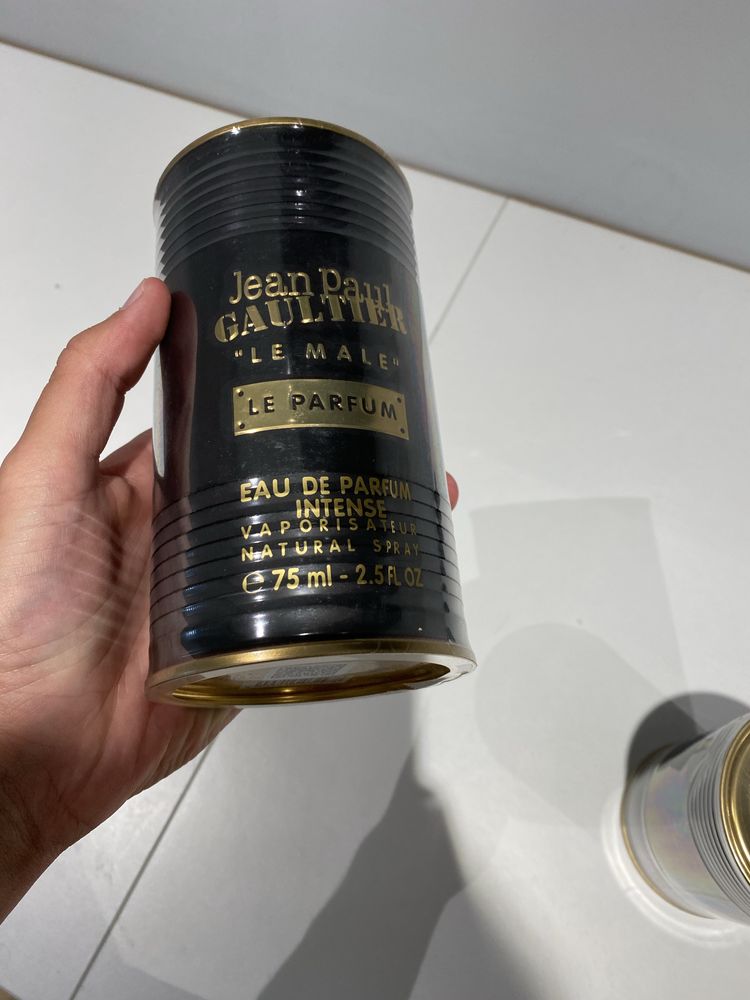 Jean Paul
GAULTIER
"LE MALE"
LE PARFUM
EAU DE PARFUM
INTENSE
VAPORISATEUR
NATURAL SPRAY
℮ 75 ml - 2.5 FL OZ